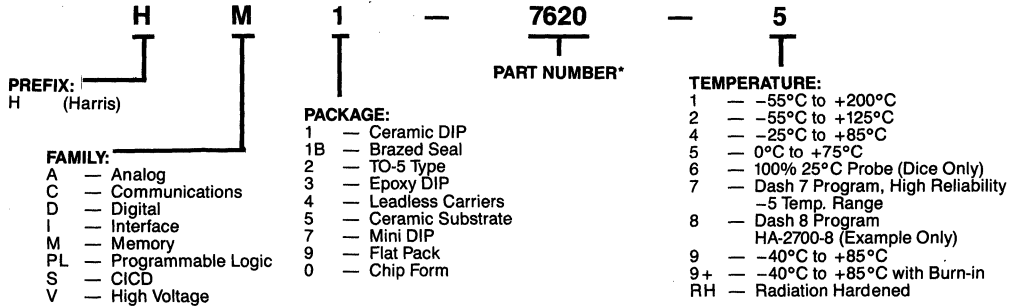 H M 1 — 7620 — 5
PREFIX:
H (Harris)
FAMILY:
A — Analog
C — Communications
D — Digital
I — Interface
M — Memory
PL — Programmable Logic
S — CICD
V — High Voltage
PACKAGE:
1 — Ceramic DIP
1B — Brazed Seal
2 — TO-5 Type
3 — Epoxy DIP
4 — Leadless Carriers
5 — Ceramic Substrate
7 — Mini DIP
9 — Flat Pack
0 — Chip Form
PART NUMBER*
TEMPERATURE:
1 — -55°C to +200°C
2 — -55°C to +125°C
4 — -25°C to +85°C
5 — 0°C to +75°C
6 — 100% 25°C Probe (Dice Only)
7 — Dash 7 Program, High Reliability
-5 Temp. Range
8 — Dash 8 Program
HA-2700-8 (Example Only)
9 — -40°C to +85°C
9+ — -40°C to +85°C with Burn-in
RH — Radiation Hardened